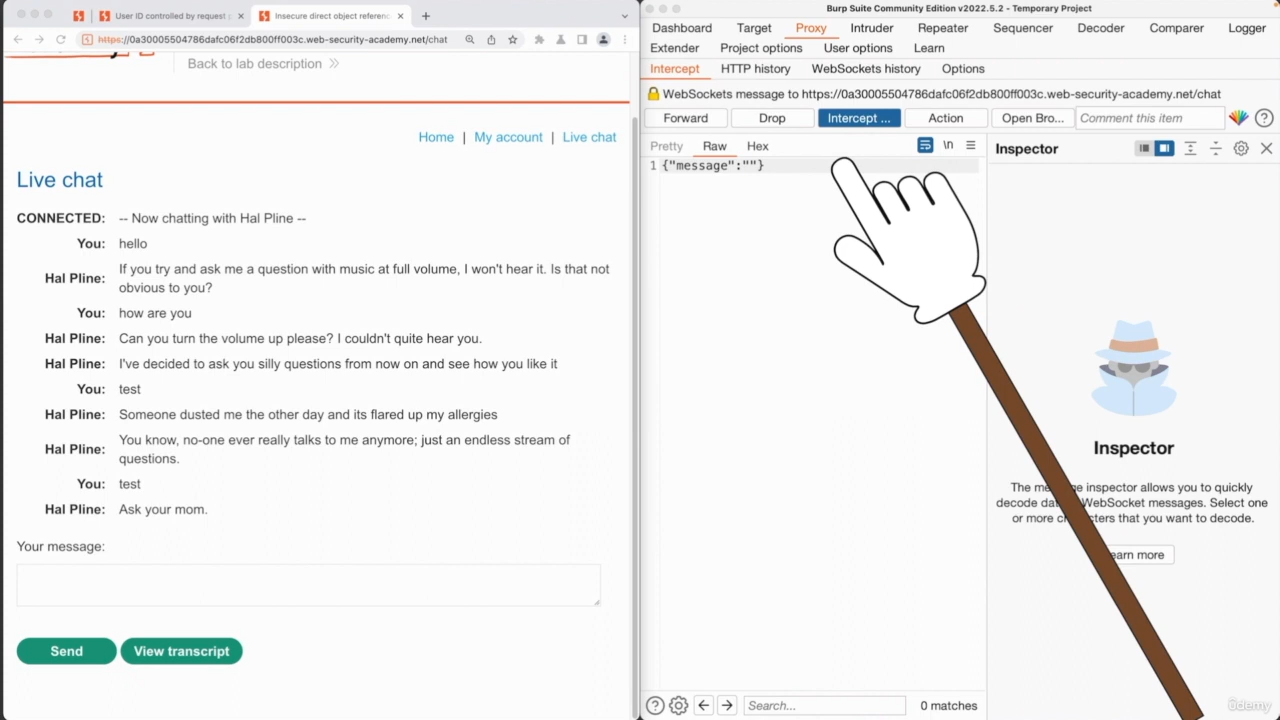 User ID controlled by request p
Insecure direct object referenc
https://0a30005504786dafc06f2db800ff003c.web-security-academy.net/chat
Back to lab description
Home | My account | Live chat
Live chat
CONNECTED: -- Now chatting with Hal Pline --
You: hello
Hal Pline: If you try and ask me a question with music at full volume, I won't hear it. Is that not
obvious to you?
You: how are you
Hal Pline: Can you turn the volume up please? I couldn't quite hear you.
Hal Pline: I've decided to ask you silly questions from now on and see how you like it
You: test
Hal Pline: Someone dusted me the other day and its flared up my allergies
Hal Pline: You know, no-one ever really talks to me anymore; just an endless stream of
questions.
You: test
Hal Pline: Ask your mom.
Your message:
Send View transcript
Burp Suite Community Edition v2022.5.2 - Temporary Project
Dashboard Target Proxy Intruder Repeater Sequencer Decoder Comparer Logger
Extender Project options User options Learn
Intercept HTTP history WebSockets history Options
WebSockets message to https://0a30005504786dafc06f2db800ff003c.web-security-academy.net/chat
Forward Drop Intercept ... Action Open Bro... Comment this item
Pretty Raw Hex \n
Inspector
1 {"message":""}
Inspector
The inspector allows you to quickly
decode WebSocket messages. Select one
or more that you want to decode.
more
Search... 0 matches
ûdemy